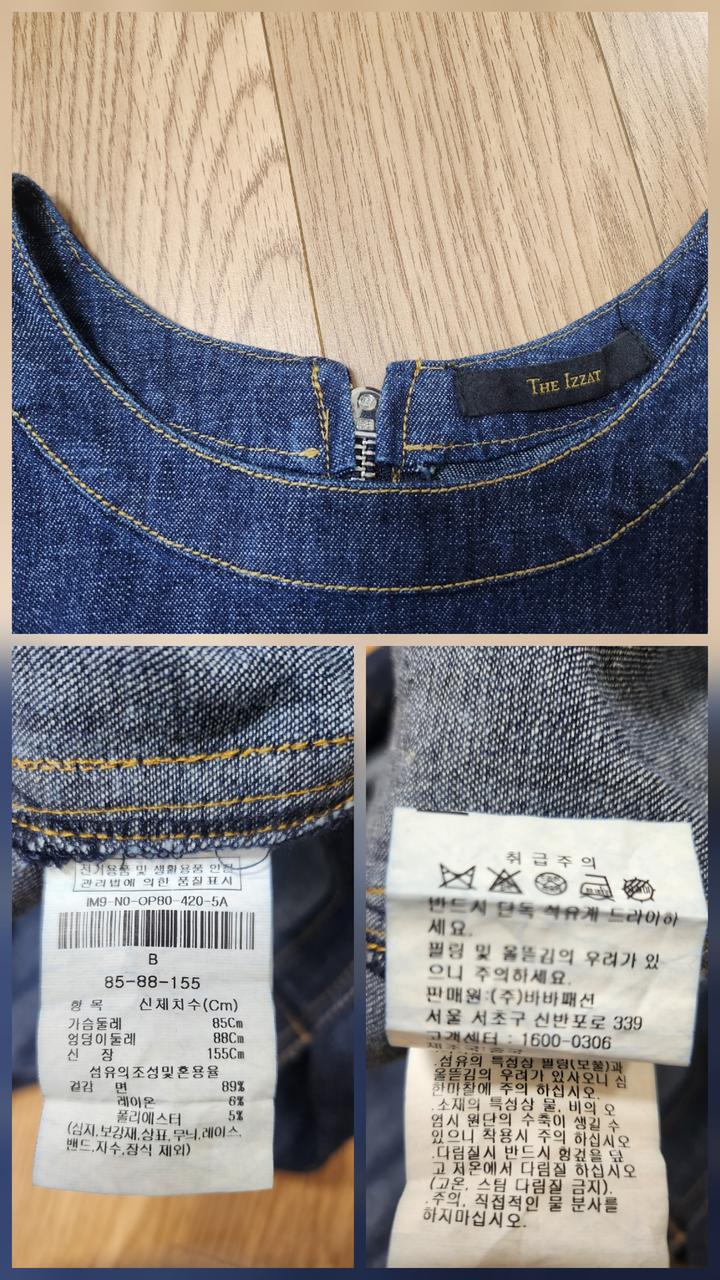 THE IZZAT
전기용품 및 생활용품 안전
관리법에 의한 품질표시
IM9-NO-OP80-420-5A
B
85-88-155
항 목 신체치수(Cm)
가슴둘레 85Cm
엉덩이둘레 88Cm
신 장 155Cm
섬유의조성및혼용율
겉감 면 89%
레이온 6%
폴리에스터 5%
(심지,보강재,상표,무늬,레이스,
밴드,자수,장식 제외)
취급주의
반드시 단독 석유계 드라이하
세요.
필링 및 올뜯김의 우려가 있
으니 주의하세요.
판매원:(주)바바패션
서울 서초구 신반포로 339
고객센터 : 1600-0306
섬유의 특성상 필링(보풀)과
올뜯김의 우려가 있사오니 심
한마찰에 주의 하십시오.
.소재의 특성상 물, 비의 오
염시 원단의 수축이 생길 수
있으니 착용시 주의 하십시오
.다림질시 반드시 헝겊을 덮
고 저온에서 다림질 하십시오
(고온, 스팀 다림질 금지).
.주의, 직접적인 물 분사를
하지마십시오.